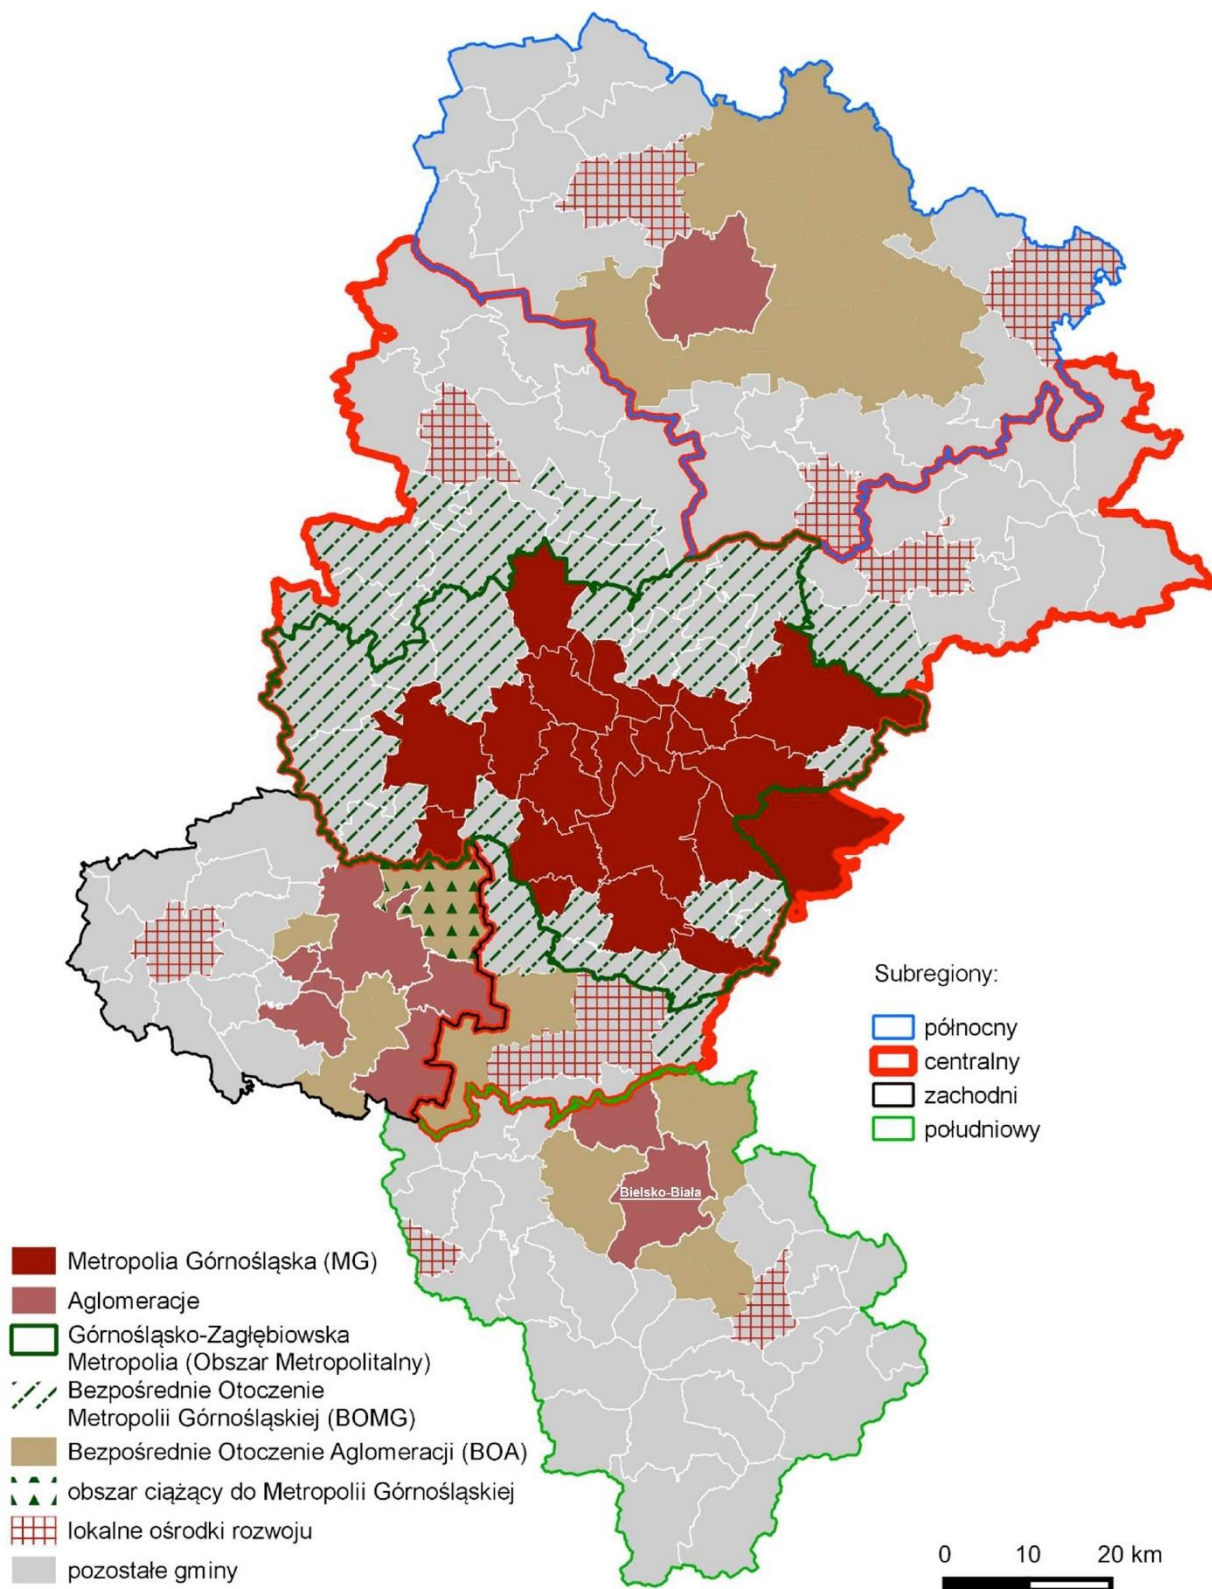 Subregiony:
północny
centralny
zachodni
południowy
Bielsko-Biała
Metropolia Górnośląska (MG)
Aglomeracje
Górnośląsko-Zagłębiowska
Metropolia (Obszar Metropolitalny)
Bezpośrednie Otoczenie
Metropolii Górnośląskiej (BOMG)
Bezpośrednie Otoczenie Aglomeracji (BOA)
obszar ciążący do Metropolii Górnośląskiej
lokalne ośrodki rozwoju
pozostałe gminy
0 10 20 km